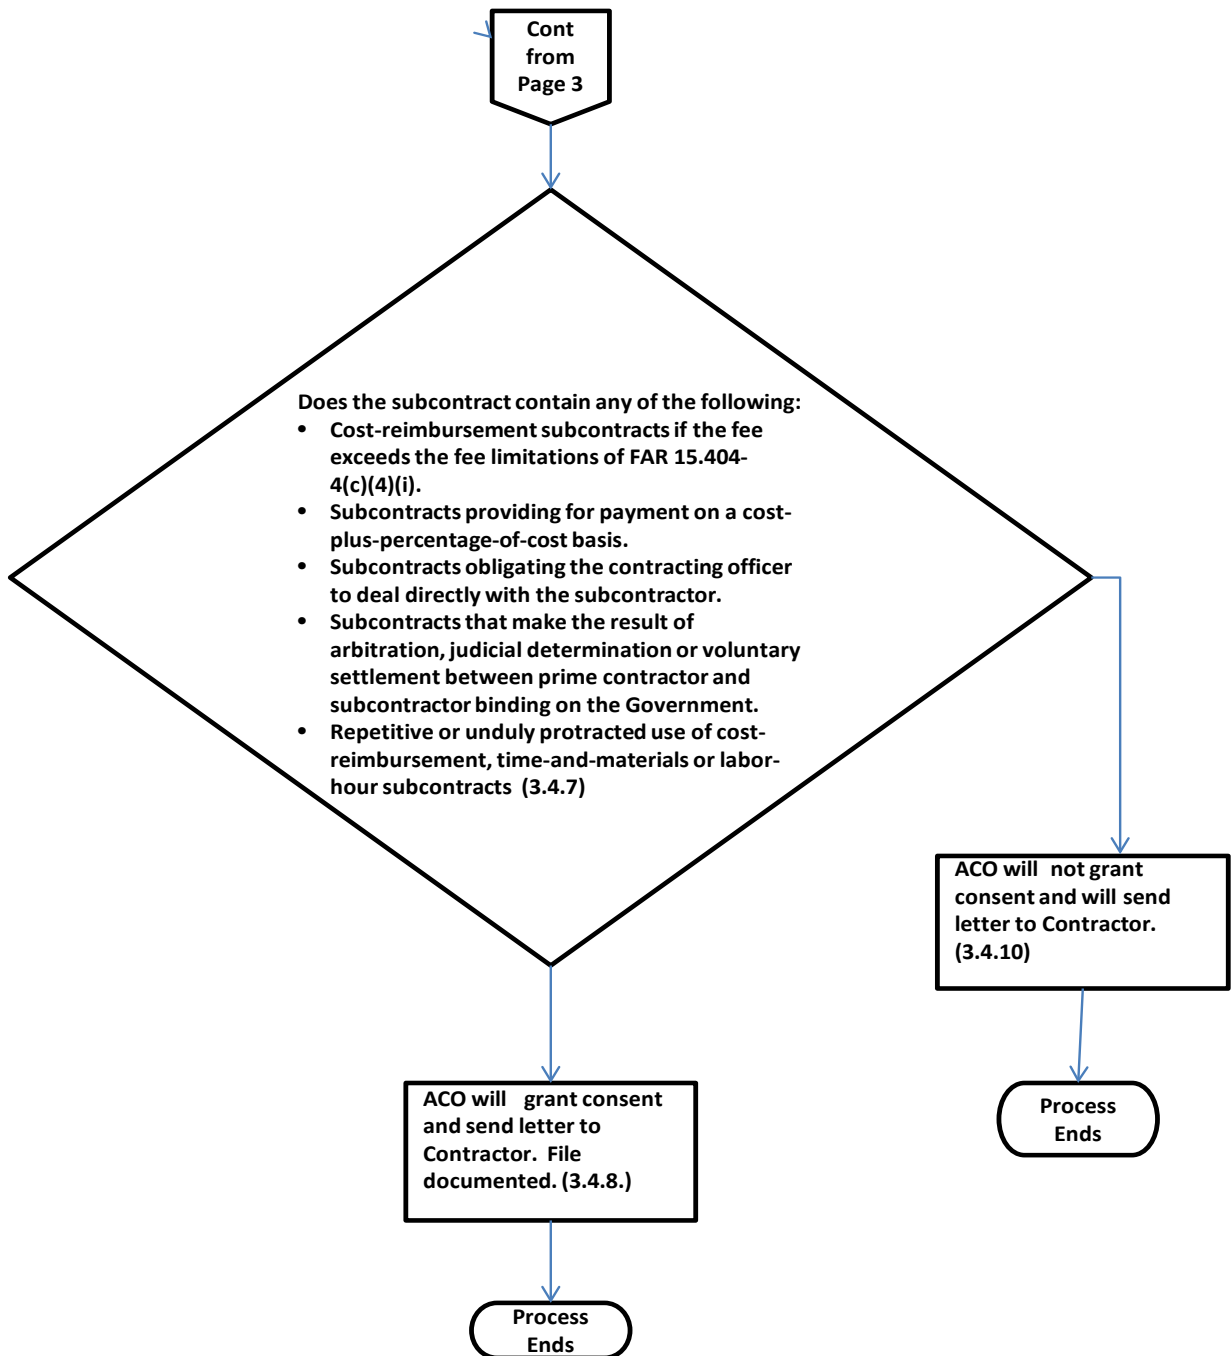 Cont
from
Page 3
Does the subcontract contain any of the following:
• Cost-reimbursement subcontracts if the fee
exceeds the fee limitations of FAR 15.404-
4(c)(4)(i).
• Subcontracts providing for payment on a cost-
plus-percentage-of-cost basis.
• Subcontracts obligating the contracting officer
to deal directly with the subcontractor.
• Subcontracts that make the result of
arbitration, judicial determination or voluntary
settlement between prime contractor and
subcontractor binding on the Government.
• Repetitive or unduly protracted use of cost-
reimbursement, time-and-materials or labor-
hour subcontracts (3.4.7)
ACO will not grant
consent and will send
letter to Contractor.
(3.4.10)
Process
Ends
ACO will grant consent
and send letter to
Contractor. File
documented. (3.4.8.)
Process
Ends